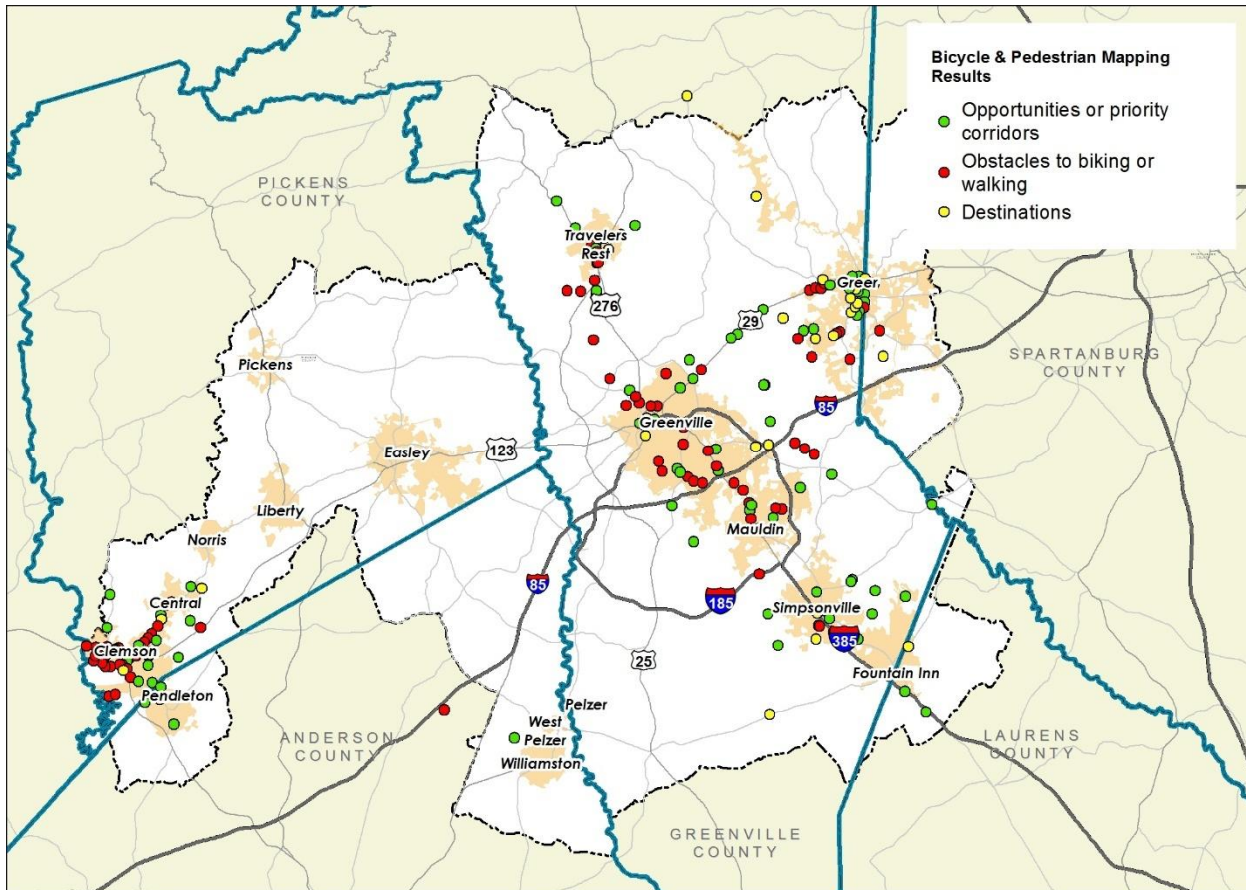 Bicycle & Pedestrian Mapping
Results
Opportunities or priority
corridors
Obstacles to biking or
walking
Destinations
PICKENS
COUNTY
Travelers
Rest
276
29
Greer
SPARTANBURG
COUNTY
Pickens
85
Greenville
Easley
123
Liberty
Norris
Mauldin
85
185
Central
Simpsonville
385
Clemson
25
Fountain Inn
Pendleton
Pelzer
West
Pelzer
Williamston
ANDERSON
COUNTY
LAURENS
COUNTY
GREENVILLE
COUNTY